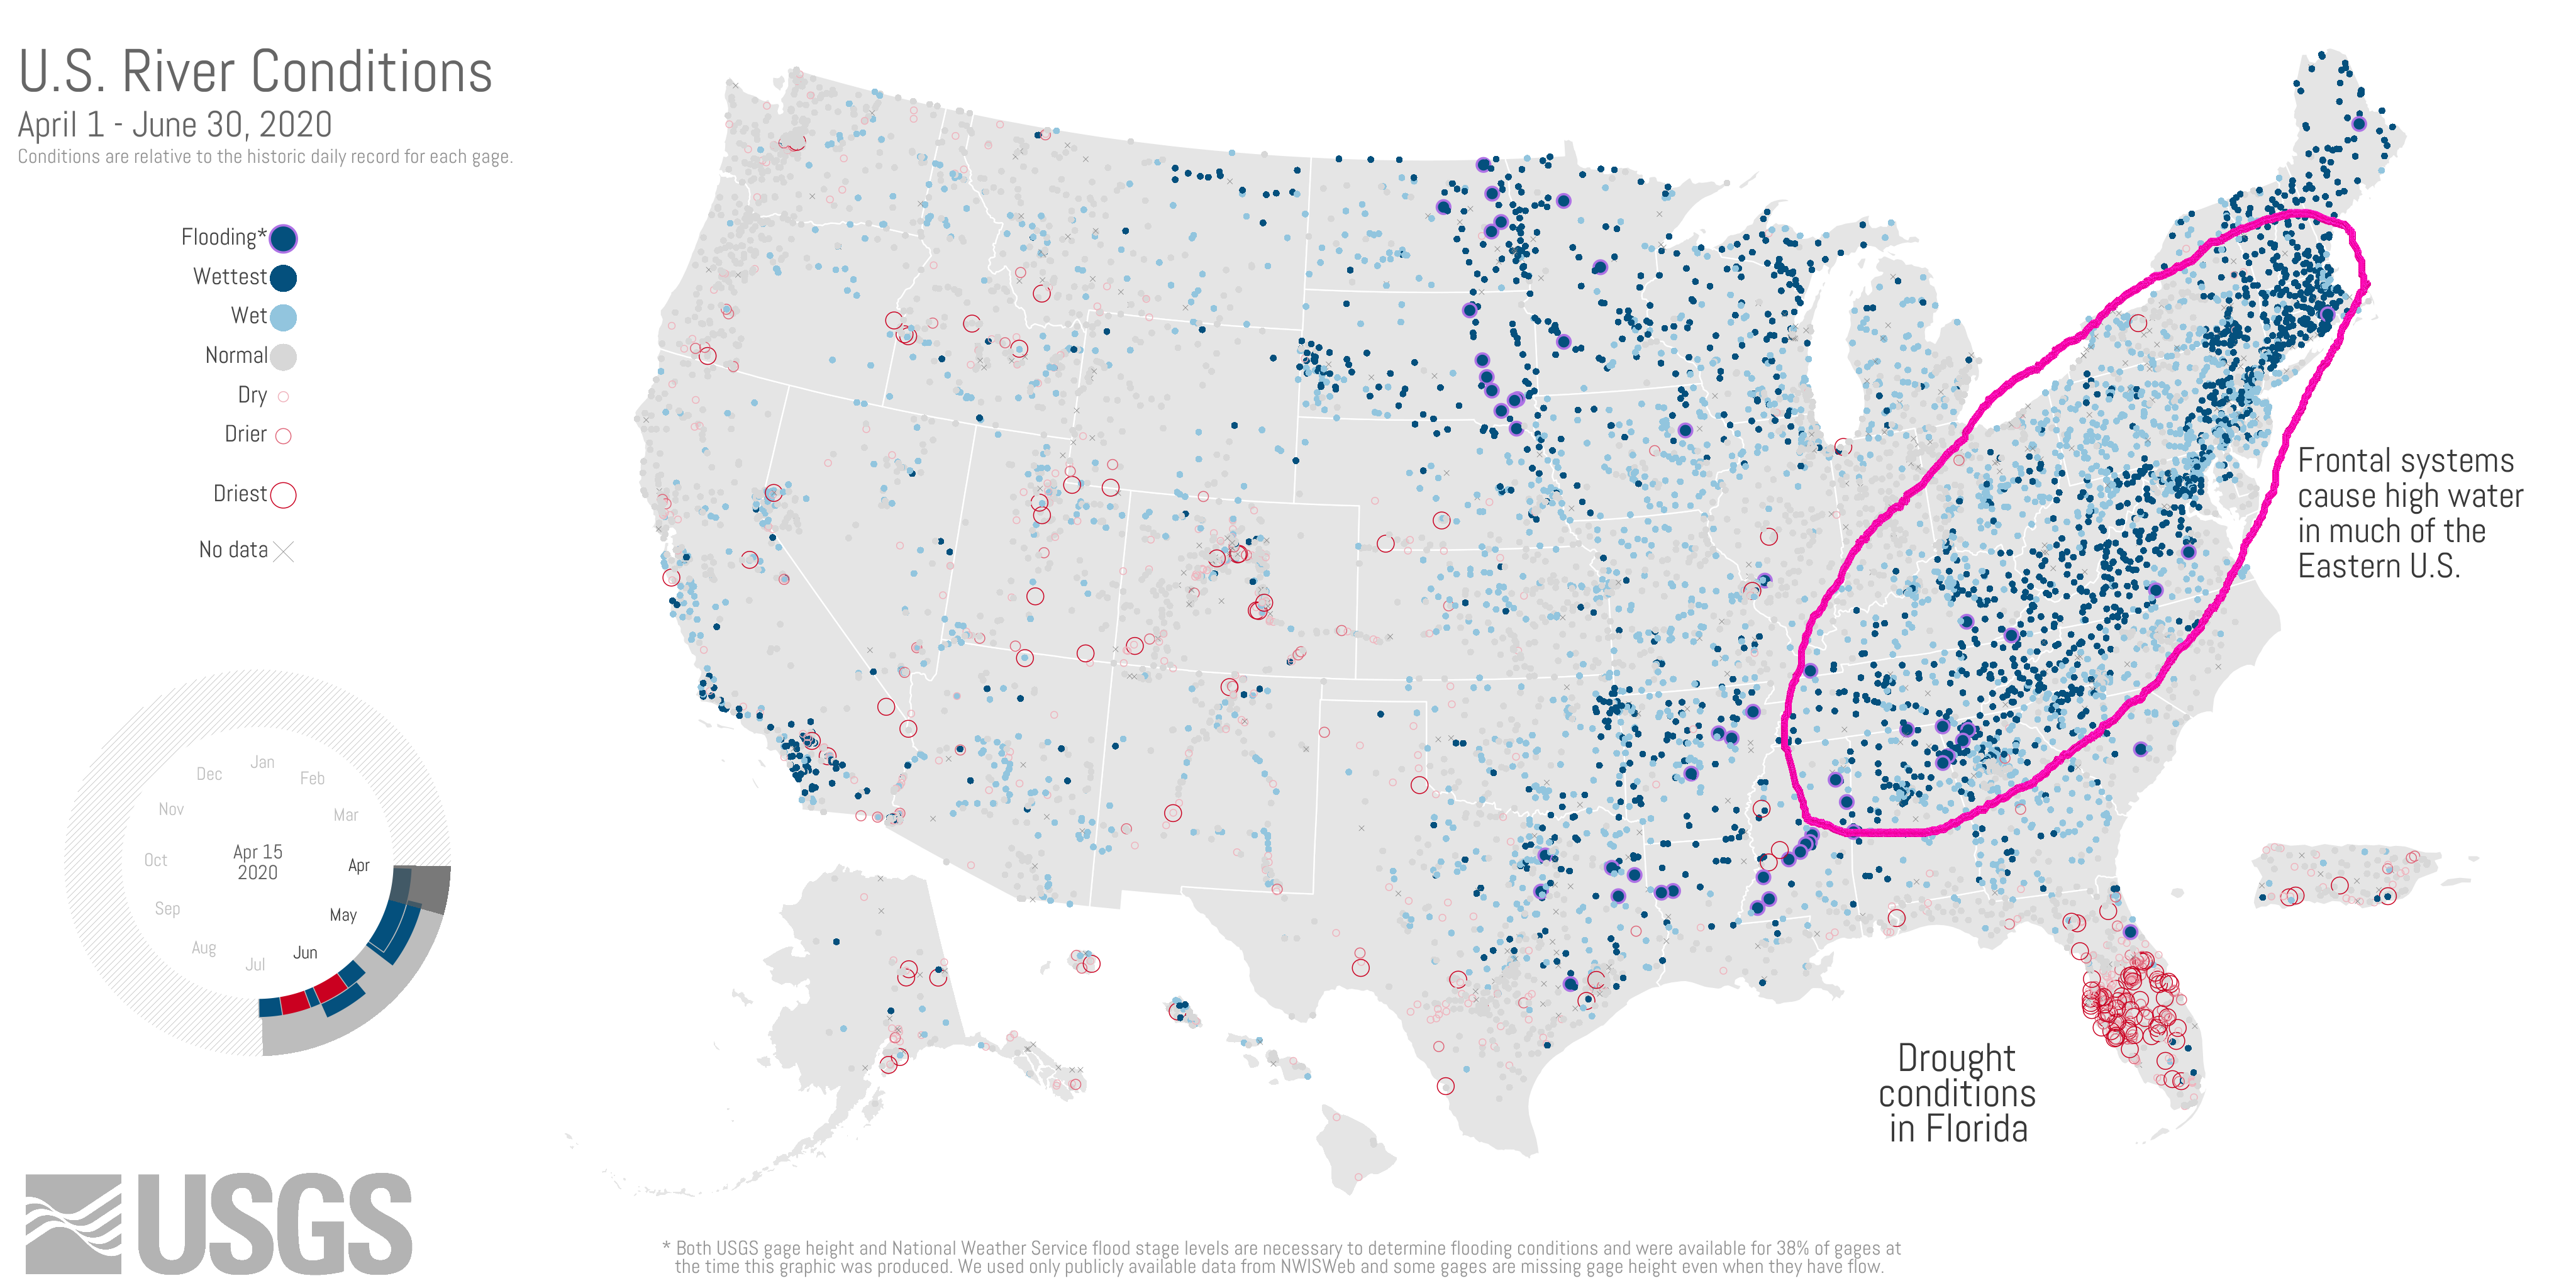 U.S. River Conditions
April 1 - June 30, 2020
Conditions are relative to the historic daily record for each gage.
Flooding*
Wettest
Wet
Normal
Dry
Drier
Driest
No data
Frontal systems
cause high water
in much of the
Eastern U.S.
Jan
Feb
Mar
Apr
May
Jun
Jul
Aug
Sep
Oct
Nov
Dec
Apr 15
2020
Drought
conditions
in Florida
USGS
* Both USGS gage height and National Weather Service flood stage levels are necessary to determine flooding conditions and were available for 38% of gages at
the time this graphic was produced. We used only publicly available data from NWISWeb and some gages are missing gage height even when they have flow.